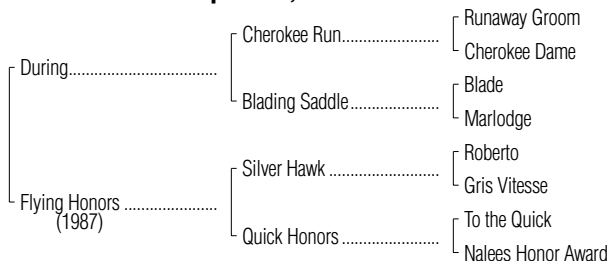 Runaway Groom
Cherokee Run
Cherokee Dame
During
Blade
Blading Saddle
Marlodge
Roberto
Silver Hawk
Gris Vitesse
Flying Honors
(1987)
To the Quick
Quick Honors
Nalees Honor Award